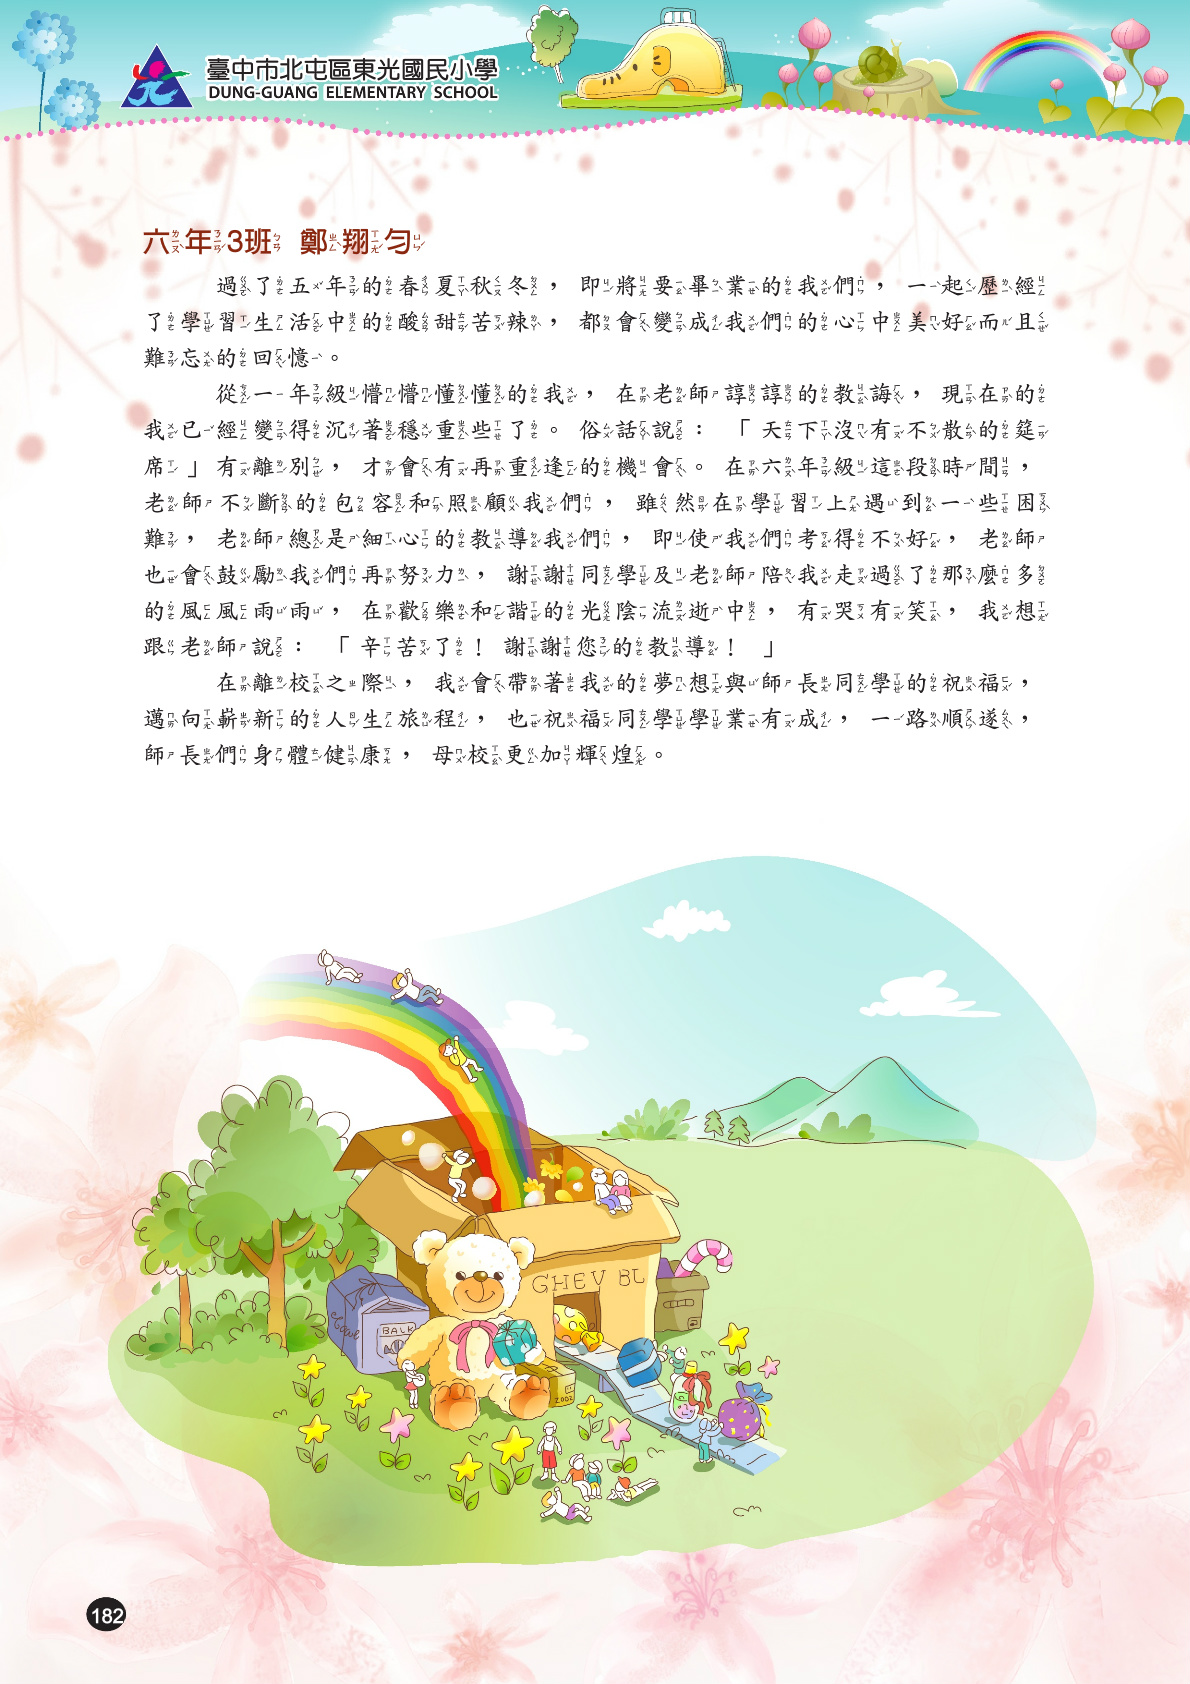 臺中市北屯區東光國民小學
DUNG-GUANG ELEMENTARY SCHOOL
六年3班 鄭翔勻
過了五年的春夏秋冬，即將要畢業的我們，一起歷經
了學習生活中的酸甜苦辣，都會變成我們的心中美好而且
難忘的回憶。
從一年級懵懵懂懂的我，在老師諄諄的教誨，現在的
我已經變得沉著穩重些了。俗話說：「天下沒有不散的筵
席」有離別，才會有再重逢的機會。在六年級這段時間，
老師不斷的包容和照顧我們，雖然在學習上遇到一些困
難，老師總是細心的教導我們，即使我們考得不好，老師
也會鼓勵我們再努力，謝謝同學及老師陪我走過了那麼多
的風風雨雨，在歡樂和諧的光陰流逝中，有哭有笑，我想
跟老師說：「辛苦了！謝謝您的教導！」
在離校之際，我會帶著我的夢想與師長同學的祝福，
邁向嶄新的人生旅程，也祝福同學學業有成，一路順遂，
師長們身體健康，母校更加輝煌。
GHEV BL
BALK
182